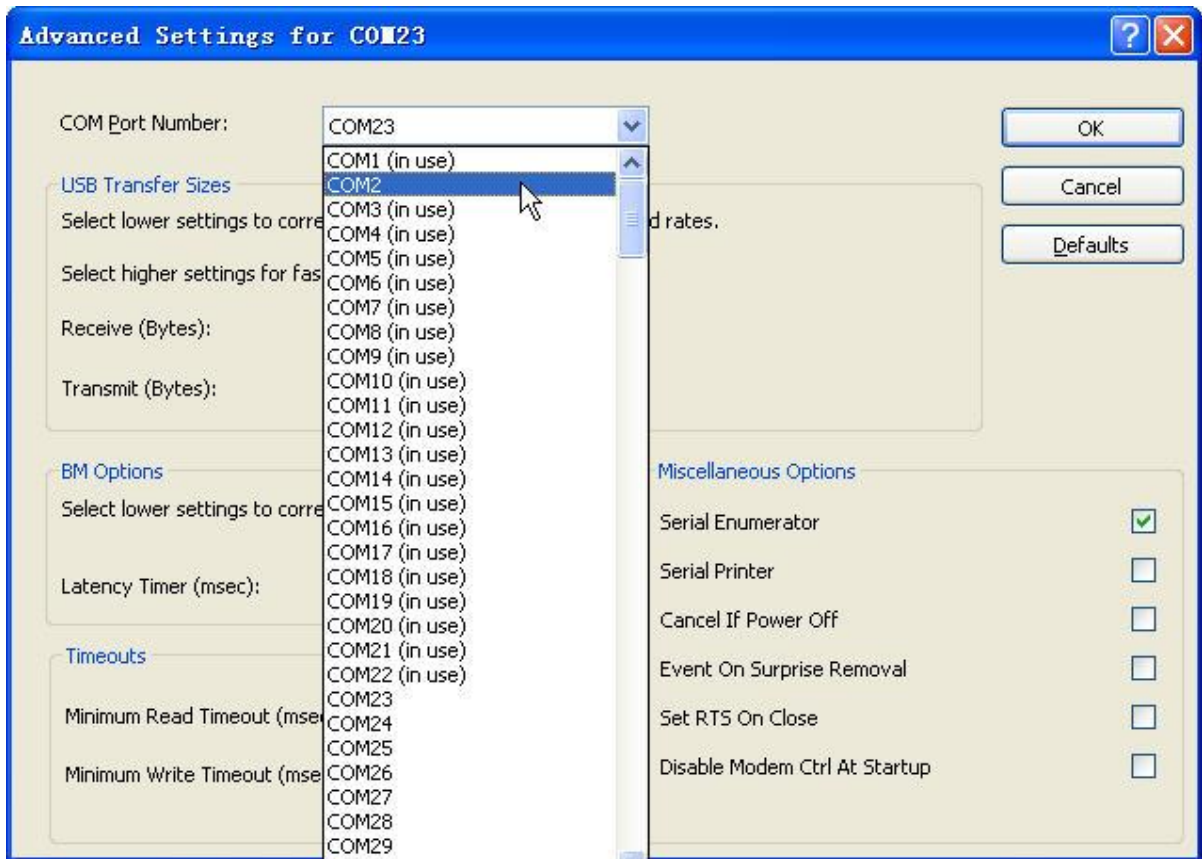 Advanced Settings for COM23
COM Port Number:
COM23
OK
Cancel
Defaults
COM1 (in use)
COM2
COM3 (in use)
COM4 (in use)
COM5 (in use)
COM6 (in use)
COM7 (in use)
COM8 (in use)
COM9 (in use)
COM10 (in use)
COM11 (in use)
COM12 (in use)
COM13 (in use)
COM14 (in use)
COM15 (in use)
COM16 (in use)
COM17 (in use)
COM18 (in use)
COM19 (in use)
COM20 (in use)
COM21 (in use)
COM22 (in use)
COM23
COM24
COM25
COM26
COM27
COM28
COM29
USB Transfer Sizes
Select lower settings to corre
d rates.
Select higher settings for fas
Receive (Bytes):
Transmit (Bytes):
BM Options
Select lower settings to corre
Latency Timer (msec):
Timeouts
Minimum Read Timeout (msec
Minimum Write Timeout (mse
Miscellaneous Options
Serial Enumerator
Serial Printer
Cancel If Power Off
Event On Surprise Removal
Set RTS On Close
Disable Modem Ctrl At Startup